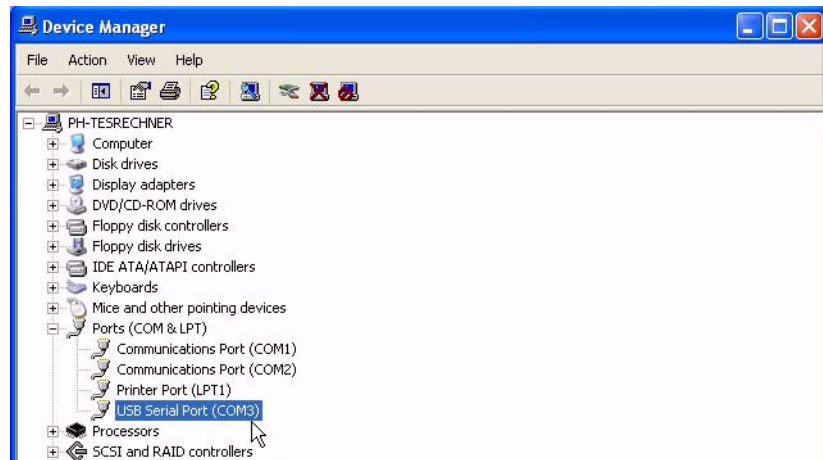 Device Manager
File Action View Help
PH-TESRECHNER
Computer
Disk drives
Display adapters
DVD/CD-ROM drives
Floppy disk controllers
Floppy disk drives
IDE ATA/ATAPI controllers
Keyboards
Mice and other pointing devices
Ports (COM & LPT)
Communications Port (COM1)
Communications Port (COM2)
Printer Port (LPT1)
USB Serial Port (COM3)
Processors
SCSI and RAID controllers